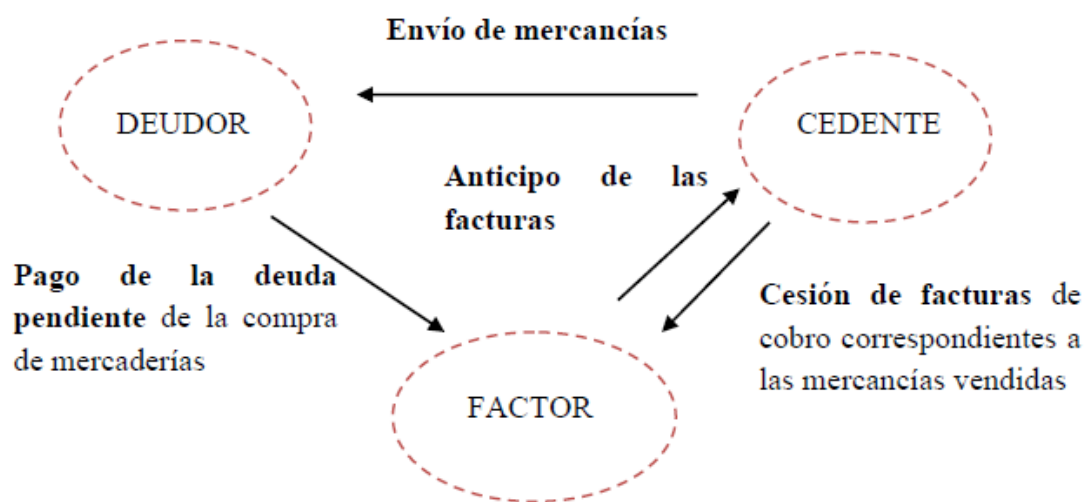 Envío de mercancías
DEUDOR
CEDENTE
Anticipo de las
facturas
Pago de la deuda
pendiente de la compra
de mercaderías
Cesión de facturas de
cobro correspondientes a
las mercancías vendidas
FACTOR